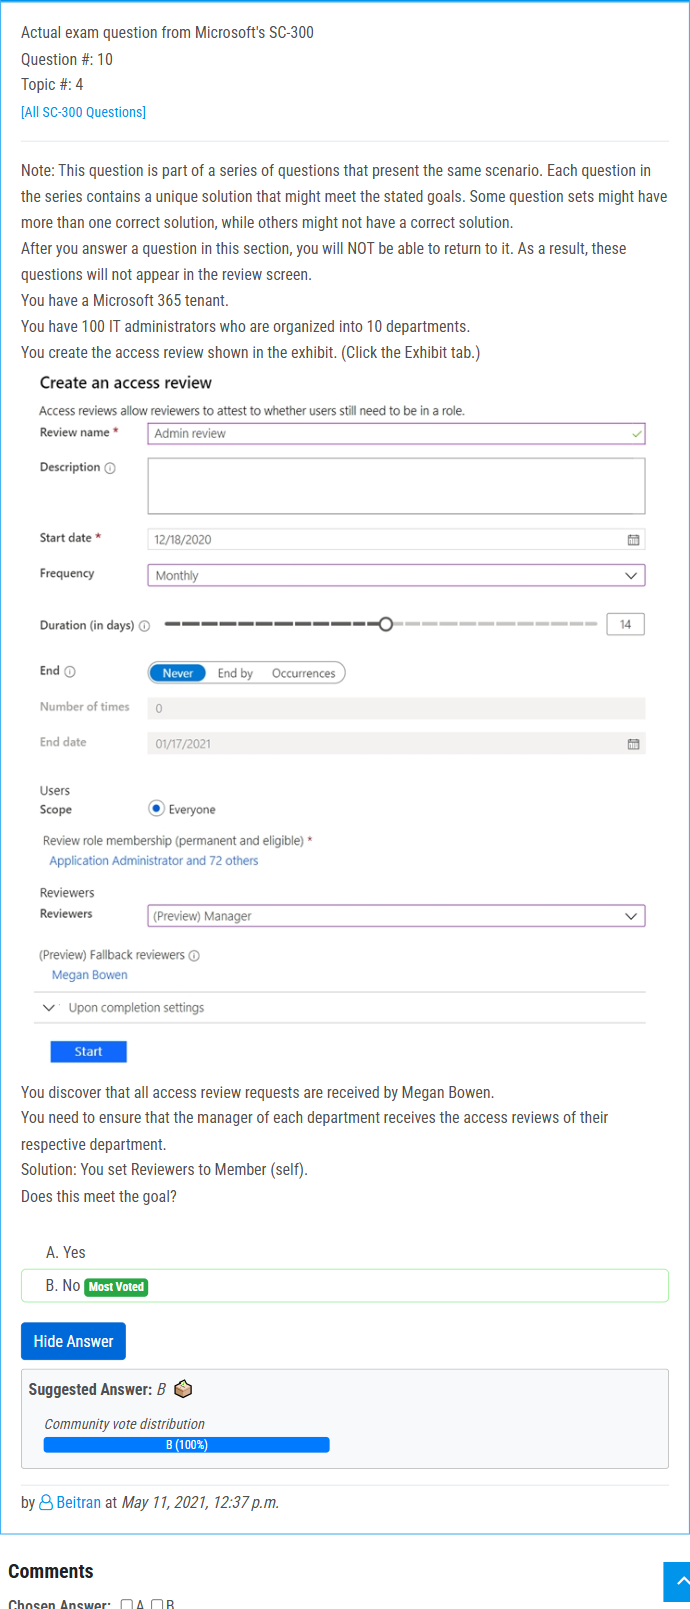 Actual exam question from Microsoft's SC-300
Question #: 10
Topic #: 4
[All SC-300 Questions]
Note: This question is part of a series of questions that present the same scenario. Each question in
the series contains a unique solution that might meet the stated goals. Some question sets might have
more than one correct solution, while others might not have a correct solution.
After you answer a question in this section, you will NOT be able to return to it. As a result, these
questions will not appear in the review screen.
You have a Microsoft 365 tenant.
You have 100 IT administrators who are organized into 10 departments.
You create the access review shown in the exhibit. (Click the Exhibit tab.)
Create an access review
Access reviews allow reviewers to attest to whether users still need to be in a role.
Review name * Admin review
Description
Start date * 12/18/2020
Frequency Monthly
Duration (in days) 14
End Never End by Occurrences
Number of times 0
End date 01/17/2021
Users
Scope Everyone
Review role membership (permanent and eligible) *
Application Administrator and 72 others
Reviewers
Reviewers (Preview) Manager
(Preview) Fallback reviewers
Megan Bowen
Upon completion settings
Start
You discover that all access review requests are received by Megan Bowen.
You need to ensure that the manager of each department receives the access reviews of their
respective department.
Solution: You set Reviewers to Member (self).
Does this meet the goal?
A. Yes
B. No Most Voted
Hide Answer
Suggested Answer: B
Community vote distribution
B (100%)
by Beitran at May 11, 2021, 12:37 p.m.
Comments
Chosen Answer: A B